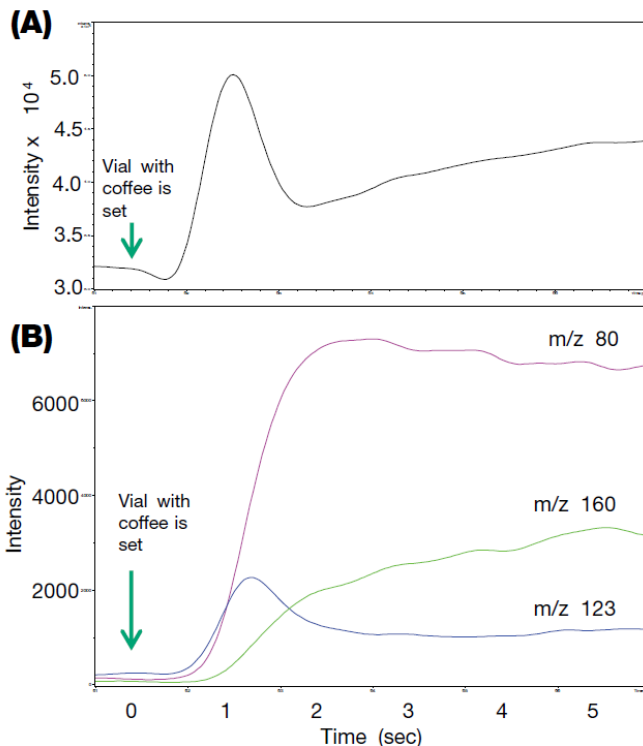 (A)
5.0
4.5
4.0
3.5
3.0
Intensity x 10⁴
Vial with
coffee is
set
(B)
6000
4000
2000
Intensity
Vial with
coffee is
set
m/z 80
m/z 160
m/z 123
0 1 2 3 4 5
Time (sec)